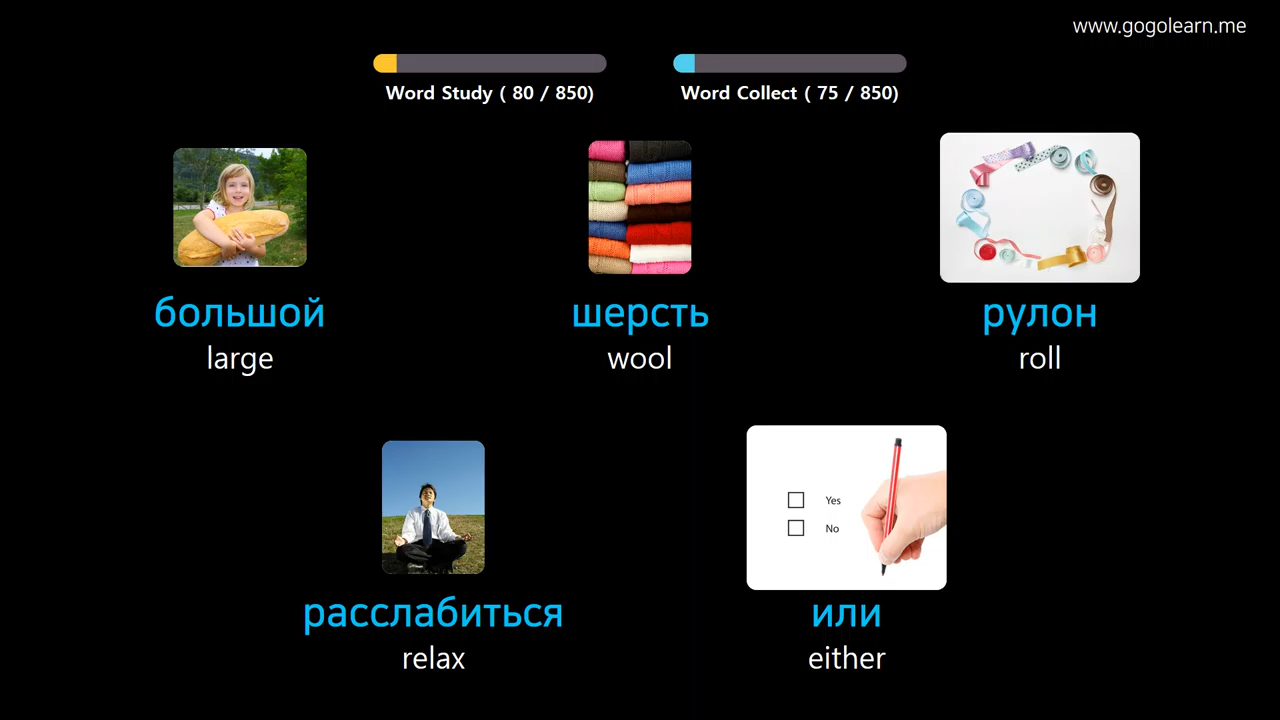 www.gogolearn.me
Word Study ( 80 / 850)
Word Collect ( 75 / 850)
большой
large
шерсть
wool
рулон
roll
Yes
No
расслабиться
relax
или
either